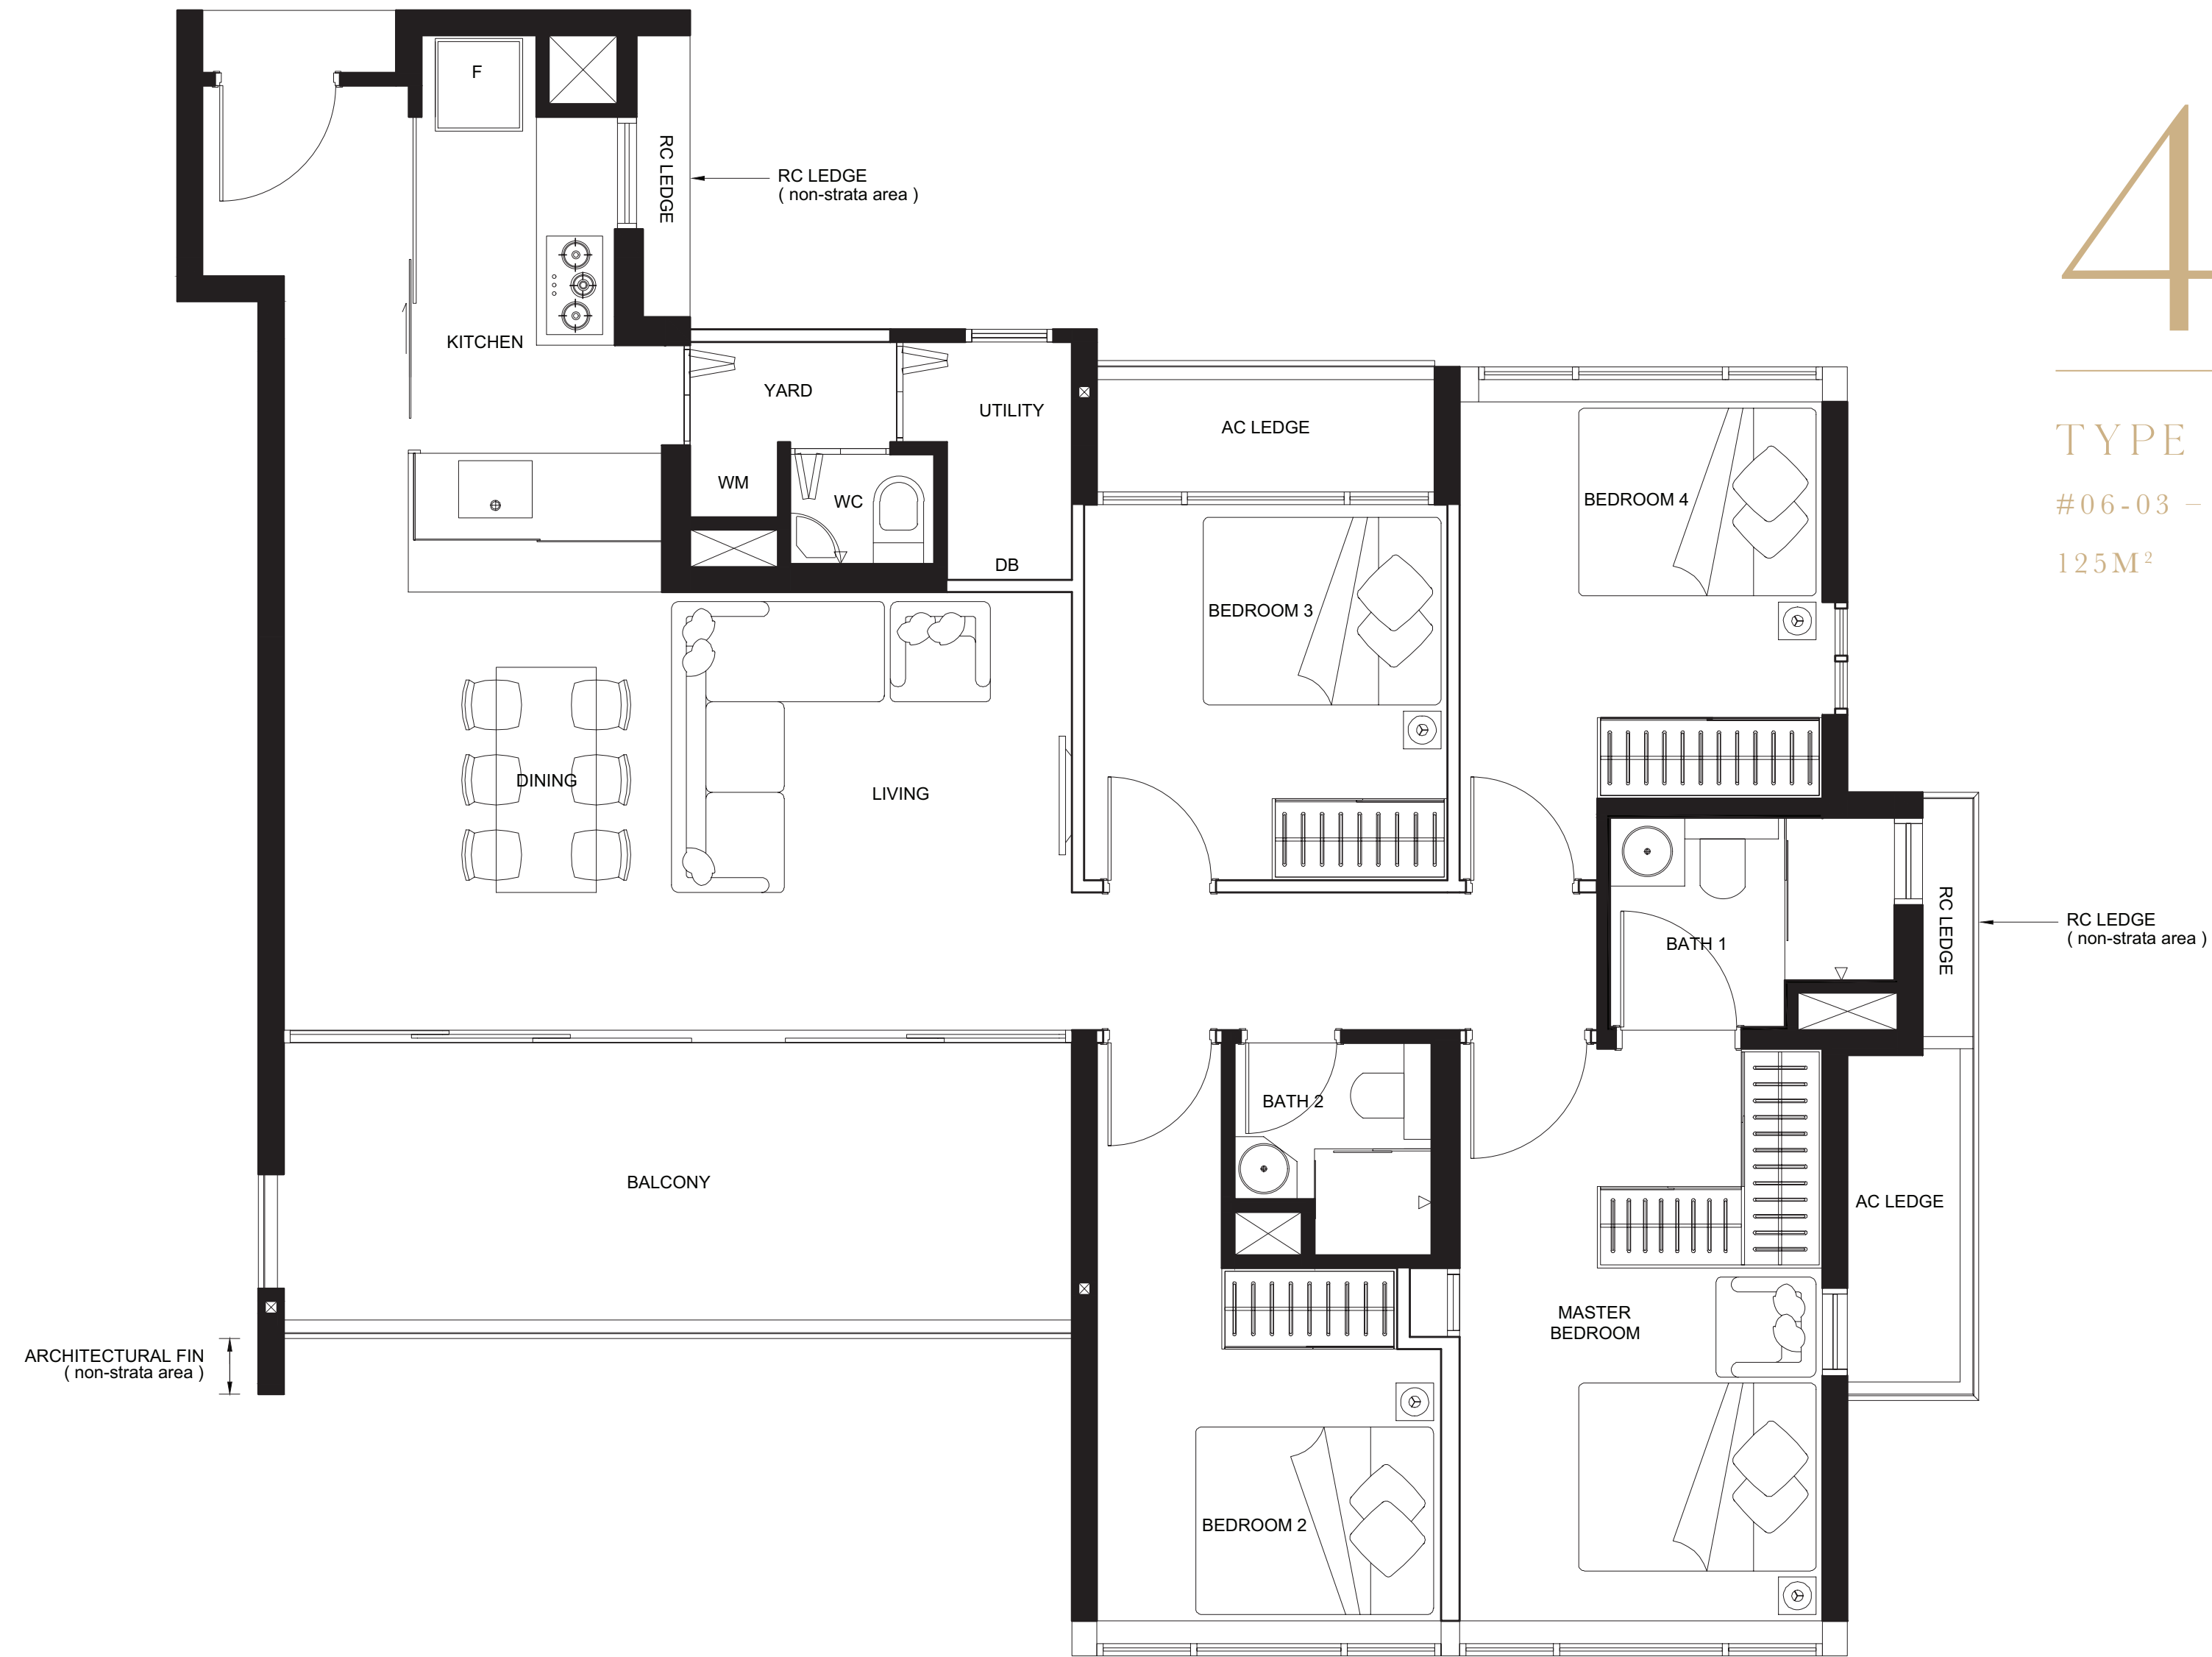 F
RC LEDGE
RC LEDGE
( non-strata area )
4
KITCHEN
YARD
UTILITY
AC LEDGE
TYPE
WM
WC
BEDROOM 4
#06-03 –
DB
125M²
BEDROOM 3
DINING
LIVING
BATH 1
RC LEDGE
RC LEDGE
( non-strata area )
BATH 2
BALCONY
AC LEDGE
MASTER
BEDROOM
ARCHITECTURAL FIN
( non-strata area )
BEDROOM 2